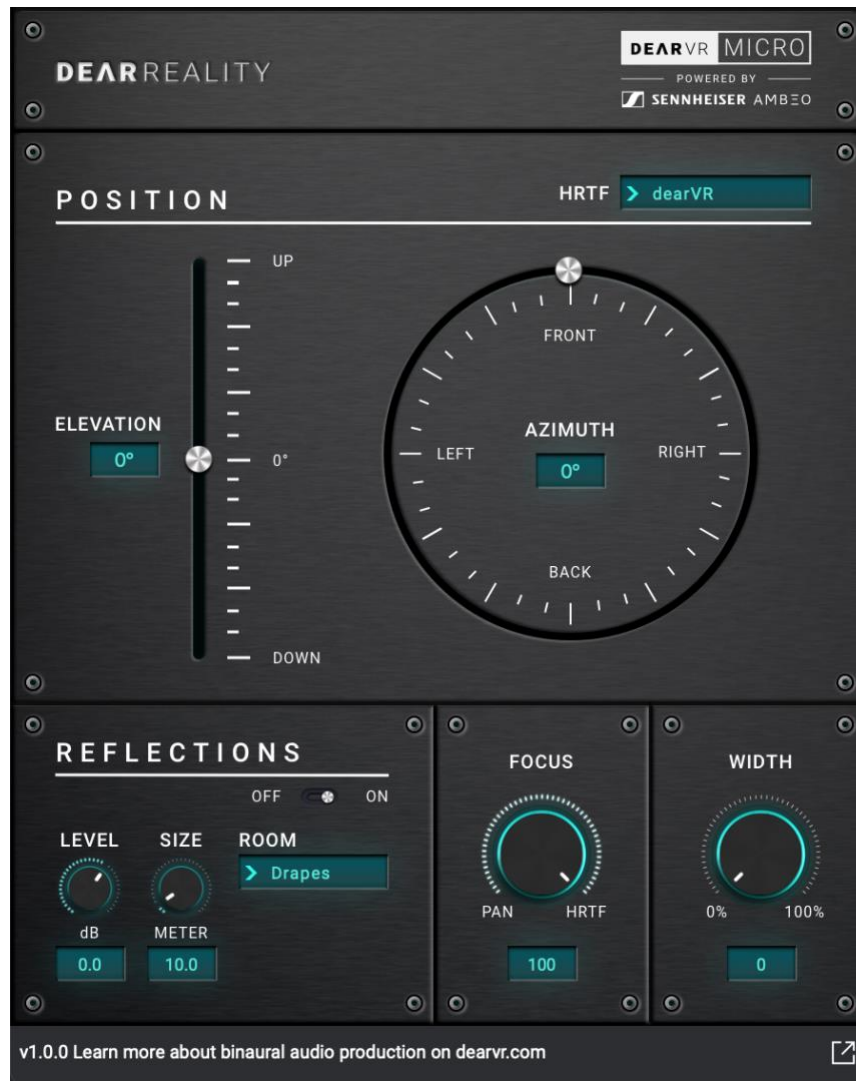 DEARREALITY
DEARVR MICRO
POWERED BY
SENNHEISER AMBEO
POSITION
HRTF
dearVR
UP
0°
DOWN
ELEVATION
0°
FRONT
LEFT
AZIMUTH
0°
RIGHT
BACK
REFLECTIONS
OFF ON
LEVEL SIZE ROOM
Drapes
dB METER
0.0 10.0
FOCUS
PAN HRTF
100
WIDTH
0% 100%
0
v1.0.0 Learn more about binaural audio production on dearvr.com